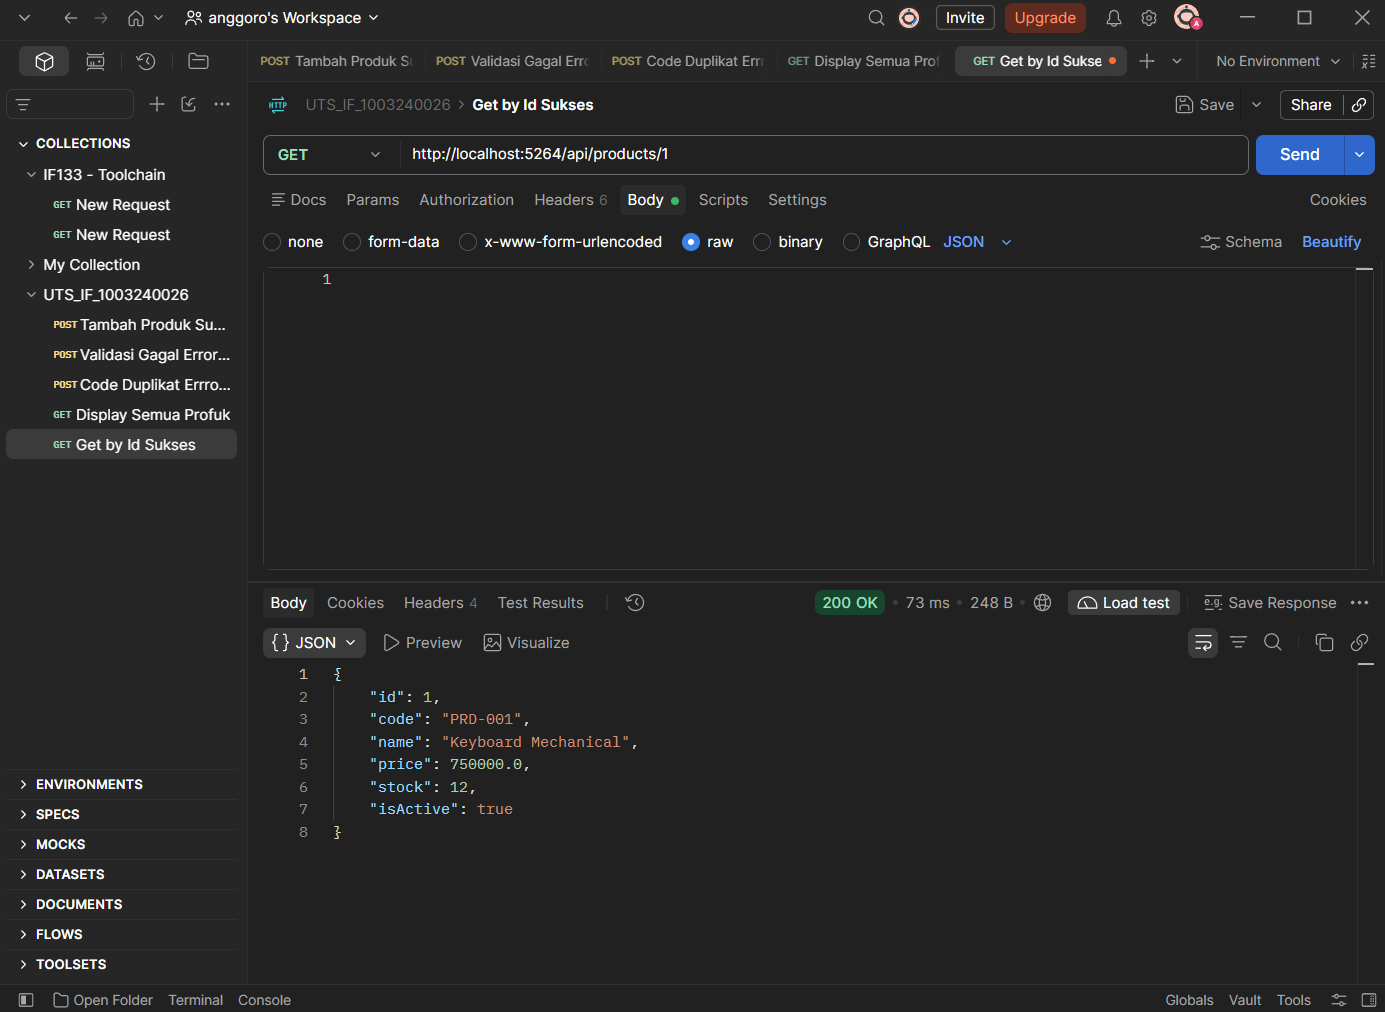 anggoro's Workspace
Invite
Upgrade
POST Tambah Produk Su
POST Validasi Gagal Erro
POST Code Duplikat Errr
GET Display Semua Prof
GET Get by Id Sukse
No Environment
HTTP UTS_IF_1003240026 > Get by Id Sukses
Save
Share
COLLECTIONS
IF133 - Toolchain
GET New Request
GET New Request
My Collection
UTS_IF_1003240026
POST Tambah Produk Su...
POST Validasi Gagal Error...
POST Code Duplikat Errro...
GET Display Semua Profuk
GET Get by Id Sukses
ENVIRONMENTS
SPECS
MOCKS
DATASETS
DOCUMENTS
FLOWS
TOOLSETS
GET http://localhost:5264/api/products/1
Send
Docs Params Authorization Headers 6 Body Scripts Settings
Cookies
none form-data x-www-form-urlencoded raw binary GraphQL JSON
Schema Beautify
1
Body Cookies Headers 4 Test Results
200 OK • 73 ms • 248 B •
Load test
e.g. Save Response
{} JSON Preview Visualize
1 {
2 "id": 1,
3 "code": "PRD-001",
4 "name": "Keyboard Mechanical",
5 "price": 750000.0,
6 "stock": 12,
7 "isActive": true
8 }
Open Folder Terminal Console
Globals Vault Tools